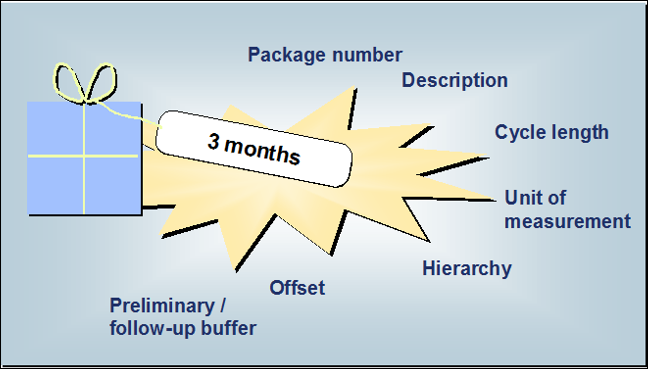 Package number
Description
3 months
Cycle length
Unit of
measurement
Hierarchy
Offset
Preliminary /
follow-up buffer